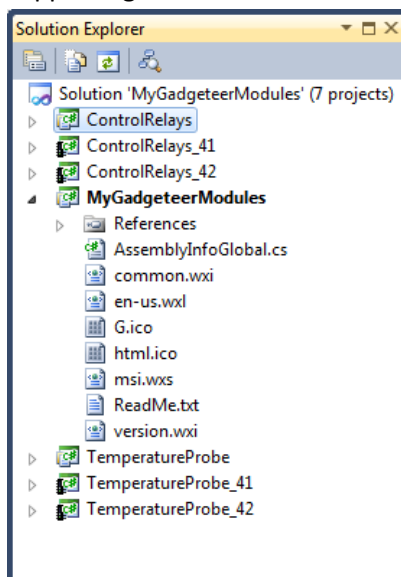 Solution Explorer
Solution 'MyGadgeteerModules' (7 projects)
ControlRelays
ControlRelays_41
ControlRelays_42
MyGadgeteerModules
References
AssemblyInfoGlobal.cs
common.wxi
en-us.wxl
G.ico
html.ico
msi.wxs
ReadMe.txt
version.wxi
TemperatureProbe
TemperatureProbe_41
TemperatureProbe_42